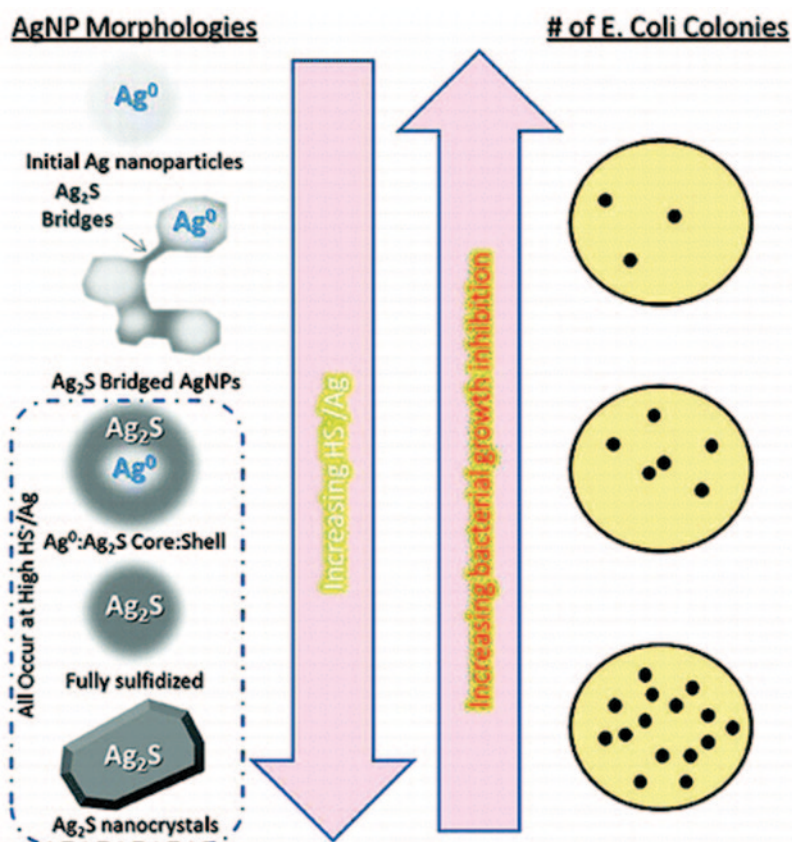 AgNP Morphologies
# of E. Coli Colonies
Ag⁰
Initial Ag nanoparticles
Ag₂S
Bridges
Ag⁰
Ag₂S Bridged AgNPs
Ag₂S
Ag⁰
Ag⁰:Ag₂S Core:Shell
Ag₂S
Fully sulfidized
Ag₂S
Ag₂S nanocrystals
All Occur at High HS⁻/Ag
Increasing HS⁻/Ag
Increasing bacterial growth inhibition